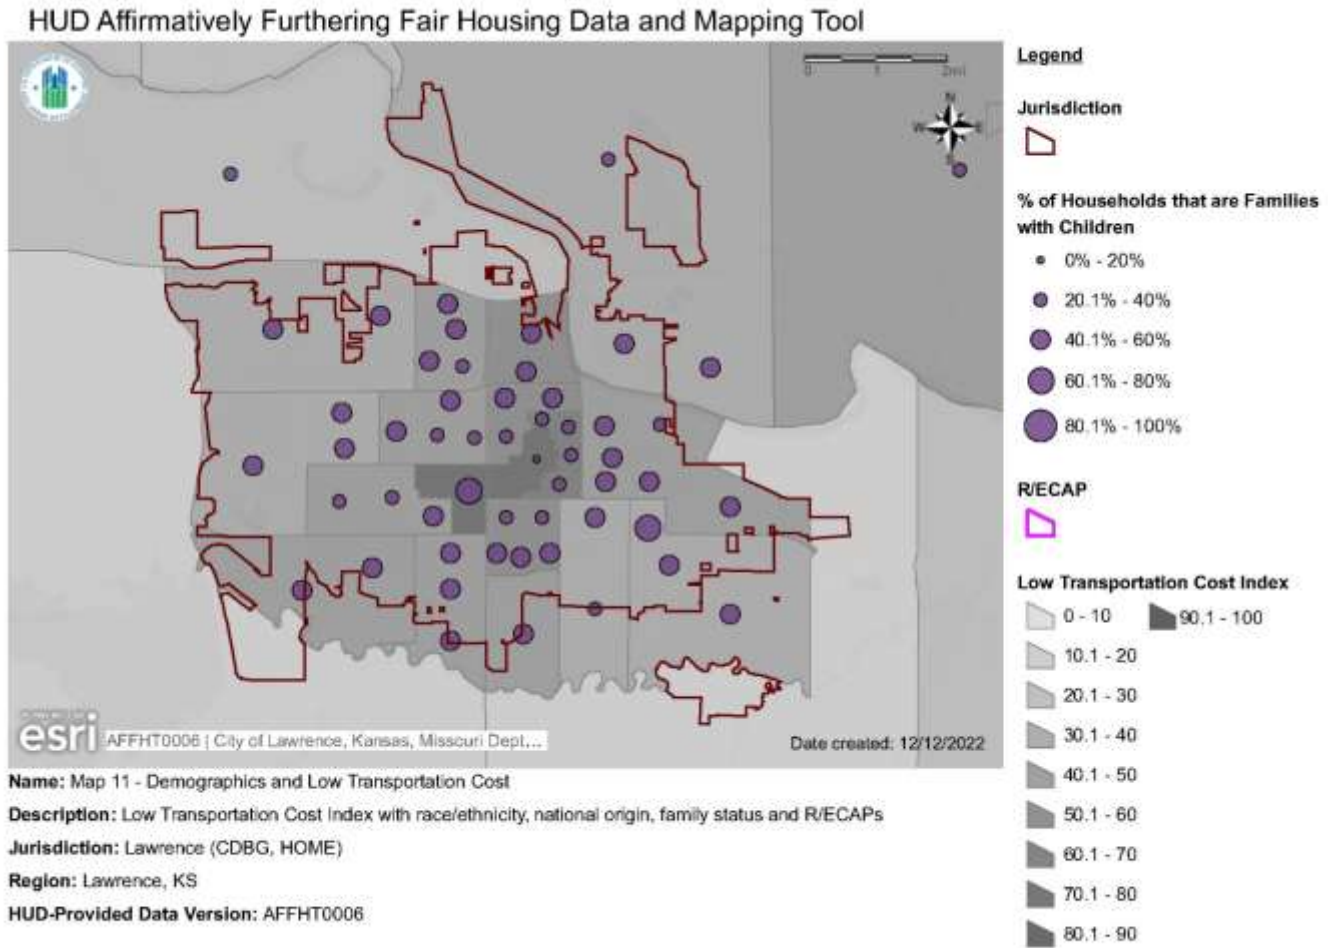 HUD Affirmatively Furthering Fair Housing Data and Mapping Tool
0 1 2mi
N
W E
S
esri
AFFHT0006 | City of Lawrence, Kansas, Missouri Dept...
Date created: 12/12/2022
Name: Map 11 - Demographics and Low Transportation Cost
Description: Low Transportation Cost Index with race/ethnicity, national origin, family status and R/ECAPs
Jurisdiction: Lawrence (CDBG, HOME)
Region: Lawrence, KS
HUD-Provided Data Version: AFFHT0006
Legend
Jurisdiction
% of Households that are Families
with Children
0% - 20%
20.1% - 40%
40.1% - 60%
60.1% - 80%
80.1% - 100%
R/ECAP
Low Transportation Cost Index
0 - 10 90.1 - 100
10.1 - 20
20.1 - 30
30.1 - 40
40.1 - 50
50.1 - 60
60.1 - 70
70.1 - 80
80.1 - 90